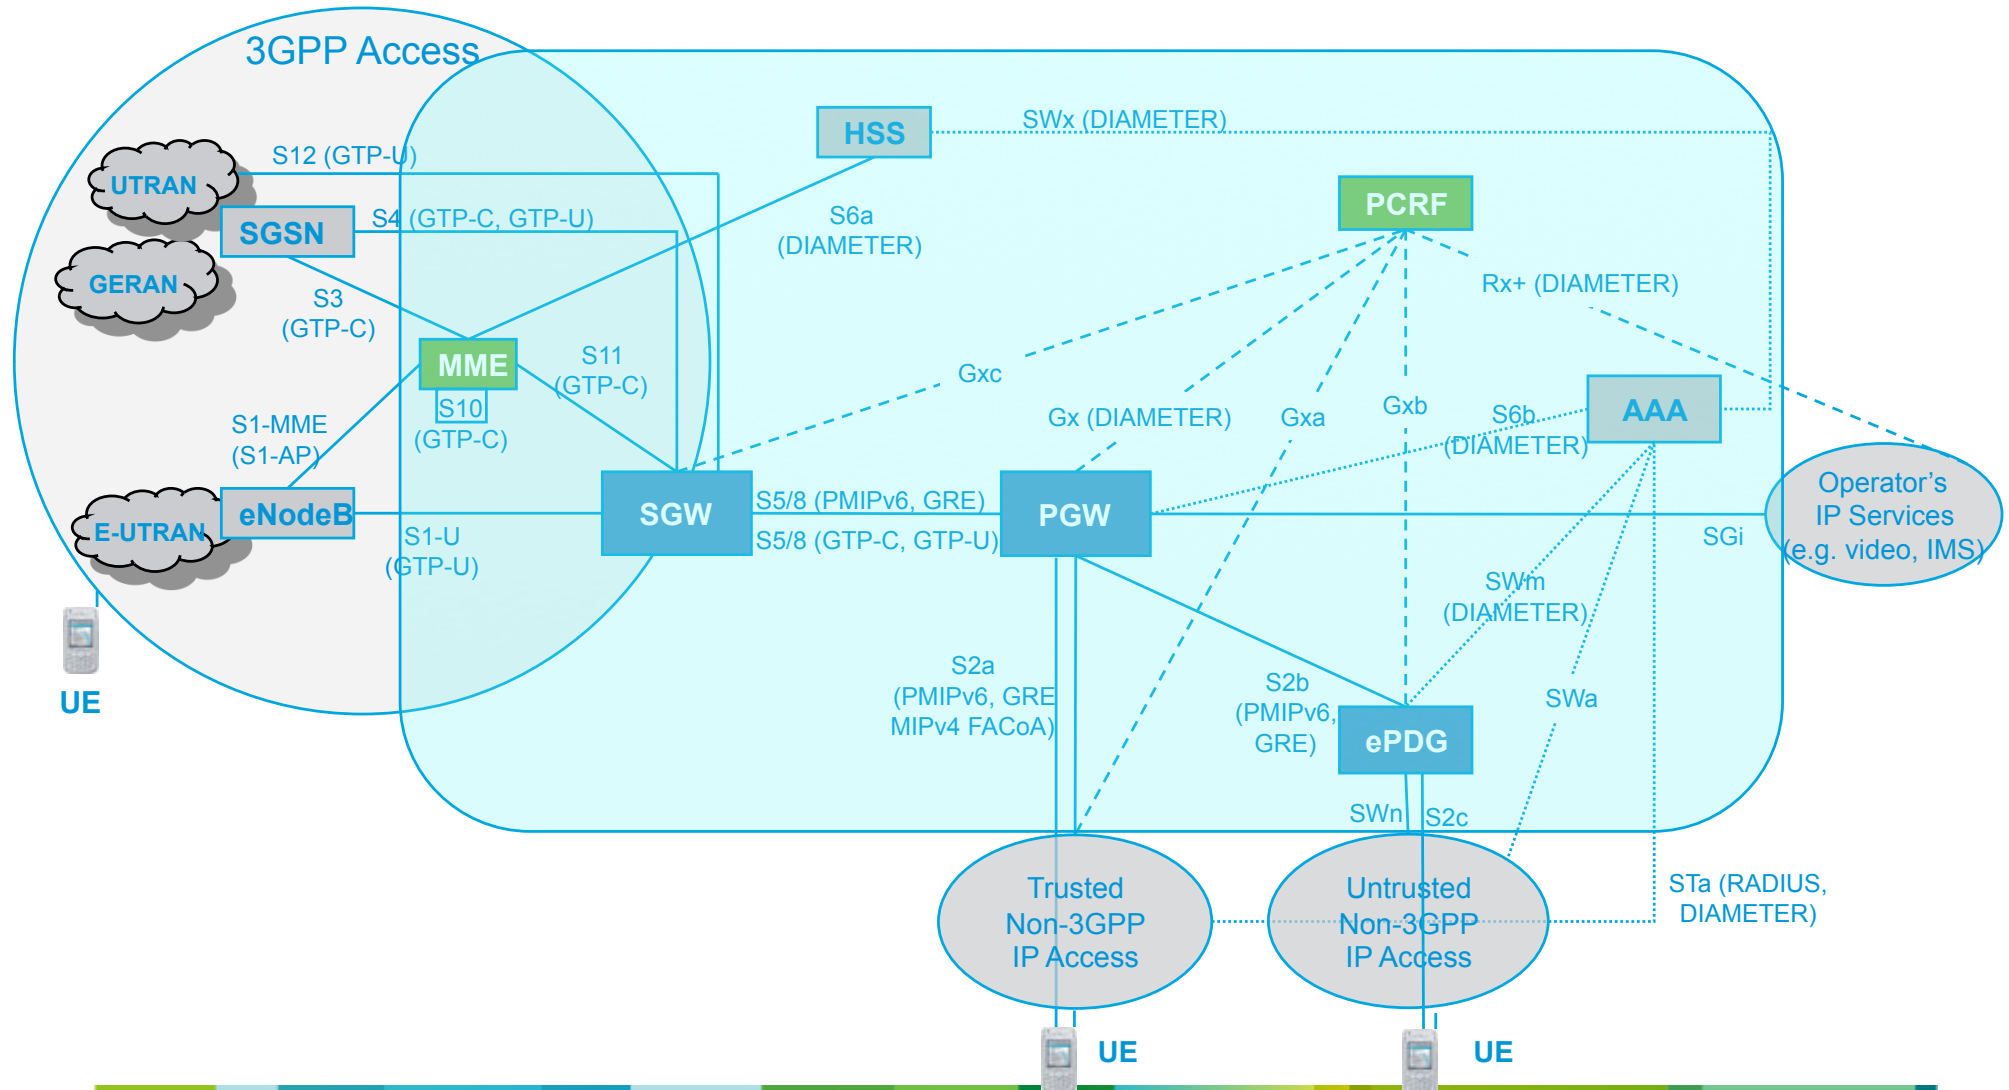 3GPP Access
HSS
SWx (DIAMETER)
S12 (GTP-U)
UTRAN
PCRF
S4 (GTP-C, GTP-U)
SGSN
S6a
(DIAMETER)
GERAN
S3
(GTP-C)
Rx+ (DIAMETER)
MME
S11
(GTP-C)
Gxc
S10
(GTP-C)
Gx (DIAMETER)
Gxa
Gxb
S6b
(DIAMETER)
AAA
S1-MME
(S1-AP)
E-UTRAN
eNodeB
SGW
S5/8 (PMIPv6, GRE)
S5/8 (GTP-C, GTP-U)
PGW
SGi
Operator's
IP Services
(e.g. video, IMS)
S1-U
(GTP-U)
SWm
(DIAMETER)
UE
S2a
(PMIPv6, GRE
MIPv4 FACoA)
S2b
(PMIPv6,
GRE)
ePDG
SWa
SWn
S2c
Trusted
Non-3GPP
IP Access
Untrusted
Non-3GPP
IP Access
STa (RADIUS,
DIAMETER)
UE
UE